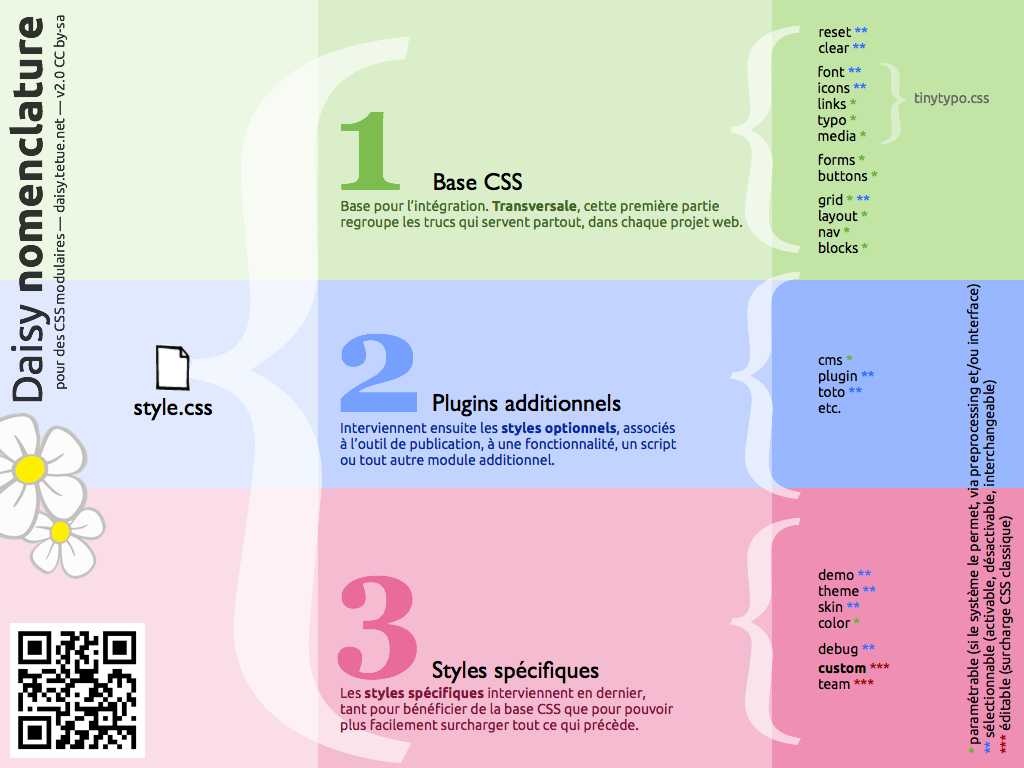 Daisy nomenclature
pour des CSS modulaires — daisy.tetue.net — v2.0 CC by-sa
style.css
1
Base CSS
Base pour l’intégration. Transversale, cette première partie
regroupe les trucs qui servent partout, dans chaque projet web.
reset **
clear **
font **
icons **
links *
typo *
media *
tinytypo.css
forms *
buttons *
grid * **
layout *
nav *
blocks *
2
Plugins additionnels
Interviennent ensuite les styles optionnels, associés
à l’outil de publication, à une fonctionnalité, un script
ou tout autre module additionnel.
cms *
plugin **
toto **
etc.
3
Styles spécifiques
Les styles spécifiques interviennent en dernier,
tant pour bénéficier de la base CSS que pour pouvoir
plus facilement surcharger tout ce qui précède.
demo **
theme **
skin **
color *
debug **
custom ***
team ***
* paramétrable (si le système le permet, via preprocessing et/ou interface)
** sélectionnable (activable, désactivable, interchangeable)
*** éditable (surcharge CSS classique)